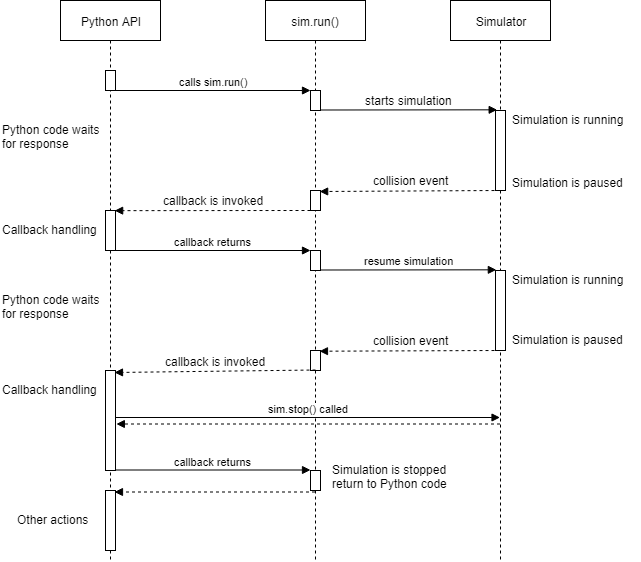 Python API
sim.run()
Simulator
calls sim.run()
starts simulation
Simulation is running
Python code waits
for response
collision event
Simulation is paused
callback is invoked
Callback handling
callback returns
resume simulation
Simulation is running
Python code waits
for response
collision event
Simulation is paused
callback is invoked
Callback handling
sim.stop() called
callback returns
Simulation is stopped
return to Python code
Other actions